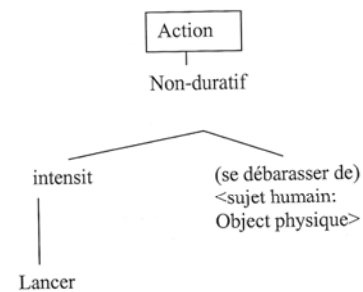 Action
Non-duratif
intensit
(se débarasser de)
<sujet humain:
Object physique>
Lancer